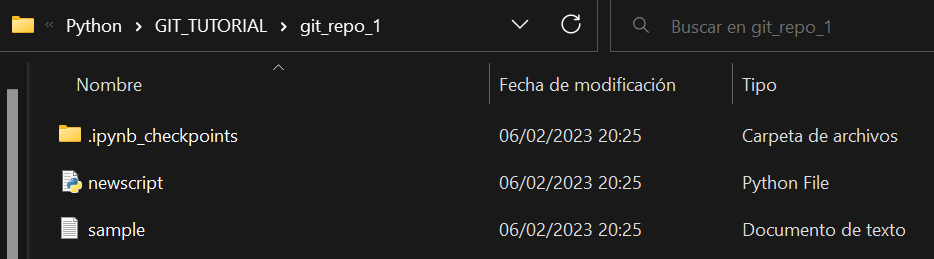 « Python > GIT_TUTORIAL > git_repo_1 Buscar en git_repo_1
Nombre Fecha de modificación Tipo
.ipynb_checkpoints 06/02/2023 20:25 Carpeta de archivos
newscript 06/02/2023 20:25 Python File
sample 06/02/2023 20:25 Documento de texto